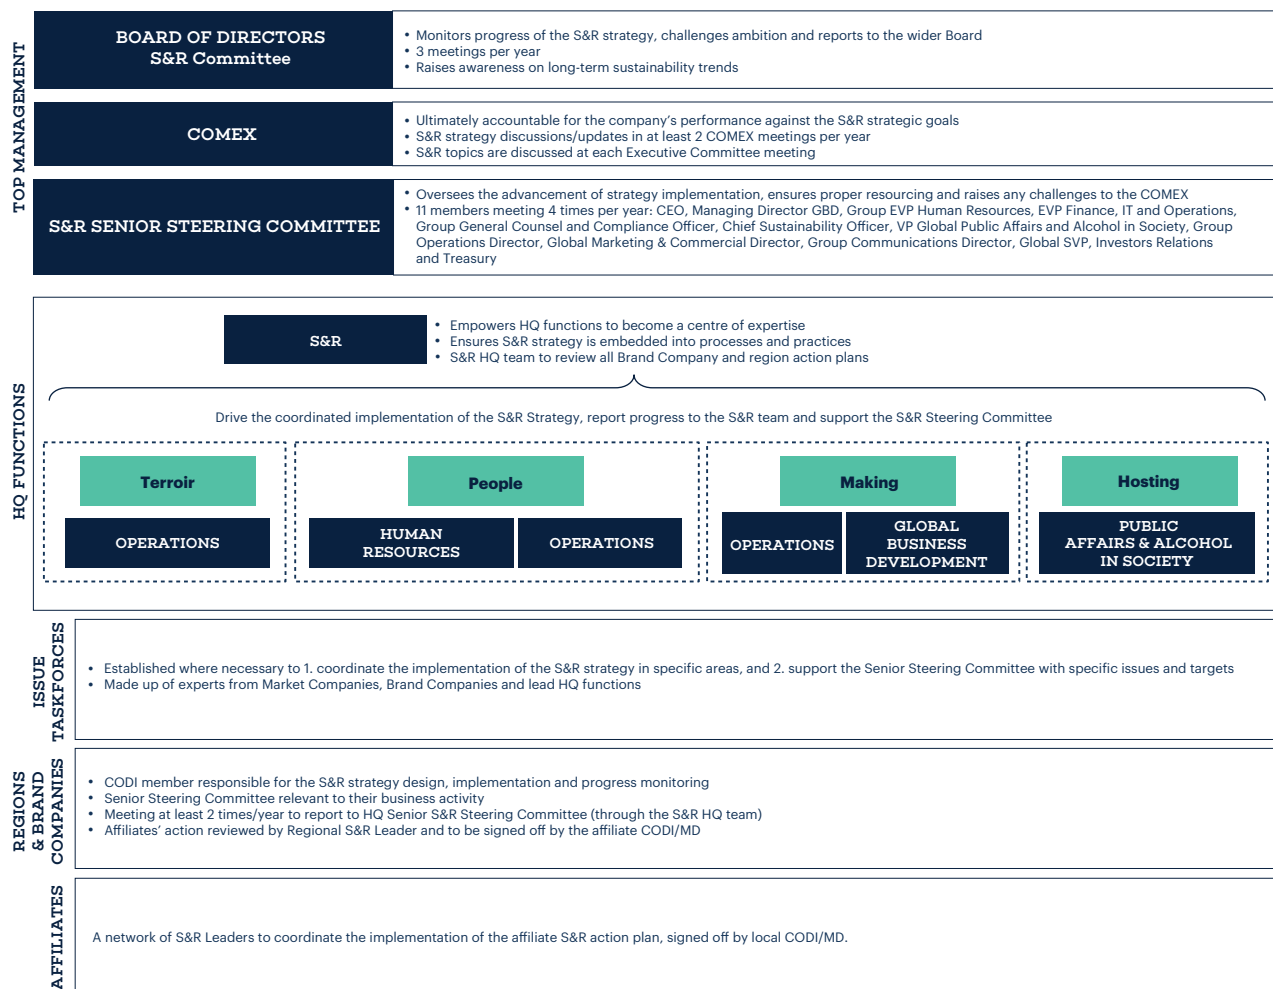 TOP MANAGEMENT
BOARD OF DIRECTORS
S&R Committee
• Monitors progress of the S&R strategy, challenges ambition and reports to the wider Board
• 3 meetings per year
• Raises awareness on long-term sustainability trends
COMEX
• Ultimately accountable for the company's performance against the S&R strategic goals
• S&R strategy discussions/updates in at least 2 COMEX meetings per year
• S&R topics are discussed at each Executive Committee meeting
S&R SENIOR STEERING COMMITTEE
• Oversees the advancement of strategy implementation, ensures proper resourcing and raises any challenges to the COMEX
• 11 members meeting 4 times per year: CEO, Managing Director GBD, Group EVP Human Resources, EVP Finance, IT and Operations,
Group General Counsel and Compliance Officer, Chief Sustainability Officer, VP Global Public Affairs and Alcohol in Society, Group
Operations Director, Global Marketing & Commercial Director, Group Communications Director, Global SVP, Investors Relations
and Treasury
HQ FUNCTIONS
S&R
• Empowers HQ functions to become a centre of expertise
• Ensures S&R strategy is embedded into processes and practices
• S&R HQ team to review all Brand Company and region action plans
Drive the coordinated implementation of the S&R Strategy, report progress to the S&R team and support the S&R Steering Committee
Terroir
OPERATIONS
People
HUMAN
RESOURCES
OPERATIONS
Making
OPERATIONS
GLOBAL
BUSINESS
DEVELOPMENT
Hosting
PUBLIC
AFFAIRS & ALCOHOL
IN SOCIETY
ISSUE
TASKFORCES
• Established where necessary to 1. coordinate the implementation of the S&R strategy in specific areas, and 2. support the Senior Steering Committee with specific issues and targets
• Made up of experts from Market Companies, Brand Companies and lead HQ functions
REGIONS
& BRAND
COMPANIES
• CODI member responsible for the S&R strategy design, implementation and progress monitoring
• Senior Steering Committee relevant to their business activity
• Meeting at least 2 times/year to report to HQ Senior S&R Steering Committee (through the S&R HQ team)
• Affiliates' action reviewed by Regional S&R Leader and to be signed off by the affiliate CODI/MD
AFFILIATES
A network of S&R Leaders to coordinate the implementation of the affiliate S&R action plan, signed off by local CODI/MD.